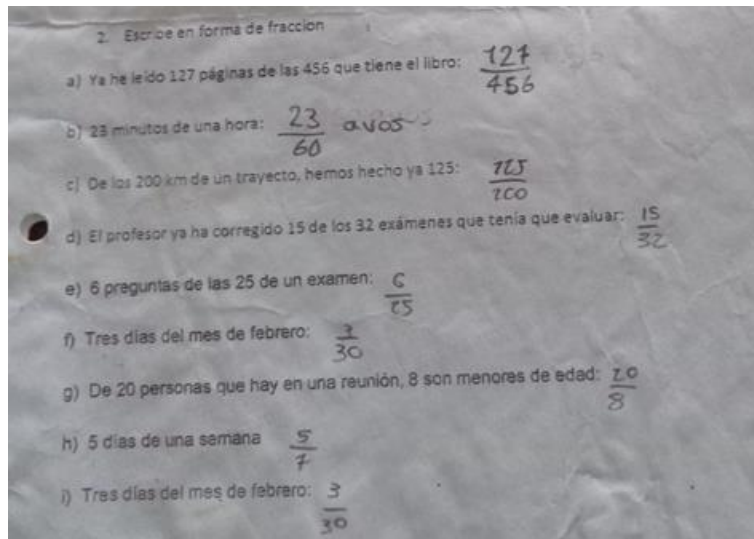 2. Escribe en forma de fraccion
a) Ya he leido 127 páginas de las 456 que tiene el libro: 127/456
b) 23 minutos de una hora: 23/60 avos
c) De los 200 km de un trayecto, hemos hecho ya 125: 125/200
d) El profesor ya ha corregido 15 de los 32 exámenes que tenía que evaluar: 15/32
e) 6 preguntas de las 25 de un examen: 6/25
f) Tres días del mes de febrero: 3/30
g) De 20 personas que hay en una reunión, 8 son menores de edad: 20/8
h) 5 días de una semana 5/7
i) Tres días del mes de febrero: 3/30